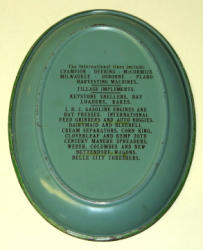 The International lines include:
CHAMPION DEERING McCORMICK
MILWAUKEE OSBORNE PLANO
HARVESTING MACHINES.
TILLAGE IMPLEMENTS.
KEYSTONE SHELLERS, HAY
LOADERS, RAKES.
I. H. C. GASOLINE ENGINES AND
HAY PRESSES. INTERNATIONAL
FEED GRINDERS AND AUTO BUGGIES.
DAIRYMAID AND BLUEBELL
CREAM SEPARATORS. CORN KING,
CLOVERLEAF AND KEMP 20TH
CENTURY MANURE SPREADERS.
WEBER, COLUMBUS AND NEW
BETTENDORF WAGONS.
BELLE CITY THRESHERS.